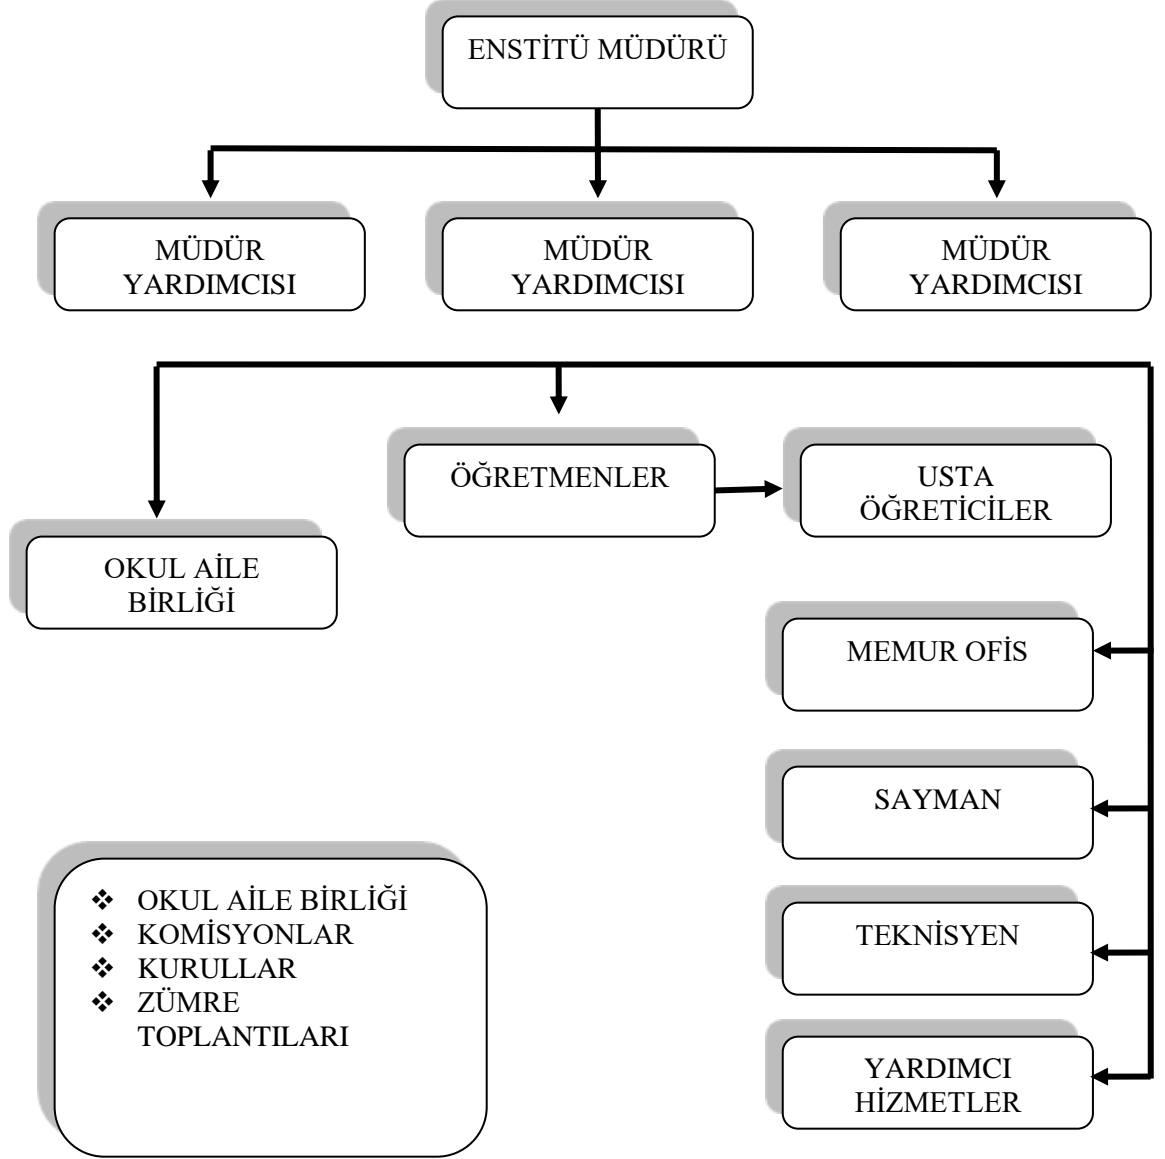 ENSTİTÜ MÜDÜRÜ
MÜDÜR
YARDIMCISI
MÜDÜR
YARDIMCISI
MÜDÜR
YARDIMCISI
ÖĞRETMENLER
USTA
ÖĞRETİCİLER
OKUL AİLE
BİRLİĞİ
MEMUR OFİS
SAYMAN
❖ OKUL AİLE BİRLİĞİ
❖ KOMİSYONLAR
❖ KURULLAR
❖ ZÜMRE
TOPLANTILARI
TEKNİSYEN
YARDIMCI
HİZMETLER